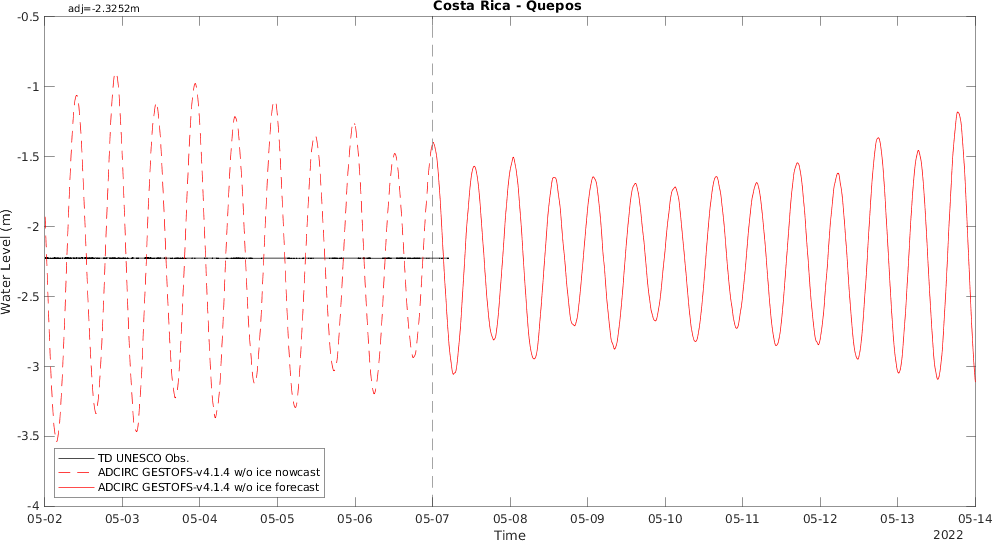 Costa Rica - Quepos
adj=-2.3252m
-0.5
-1
-1.5
-2
-2.5
-3
-3.5
-4
Water Level (m)
TD UNESCO Obs.
ADCIRC GESTOFS-v4.1.4 w/o ice nowcast
ADCIRC GESTOFS-v4.1.4 w/o ice forecast
05-02 05-03 05-04 05-05 05-06 05-07 05-08 05-09 05-10 05-11 05-12 05-13 05-14
Time
2022